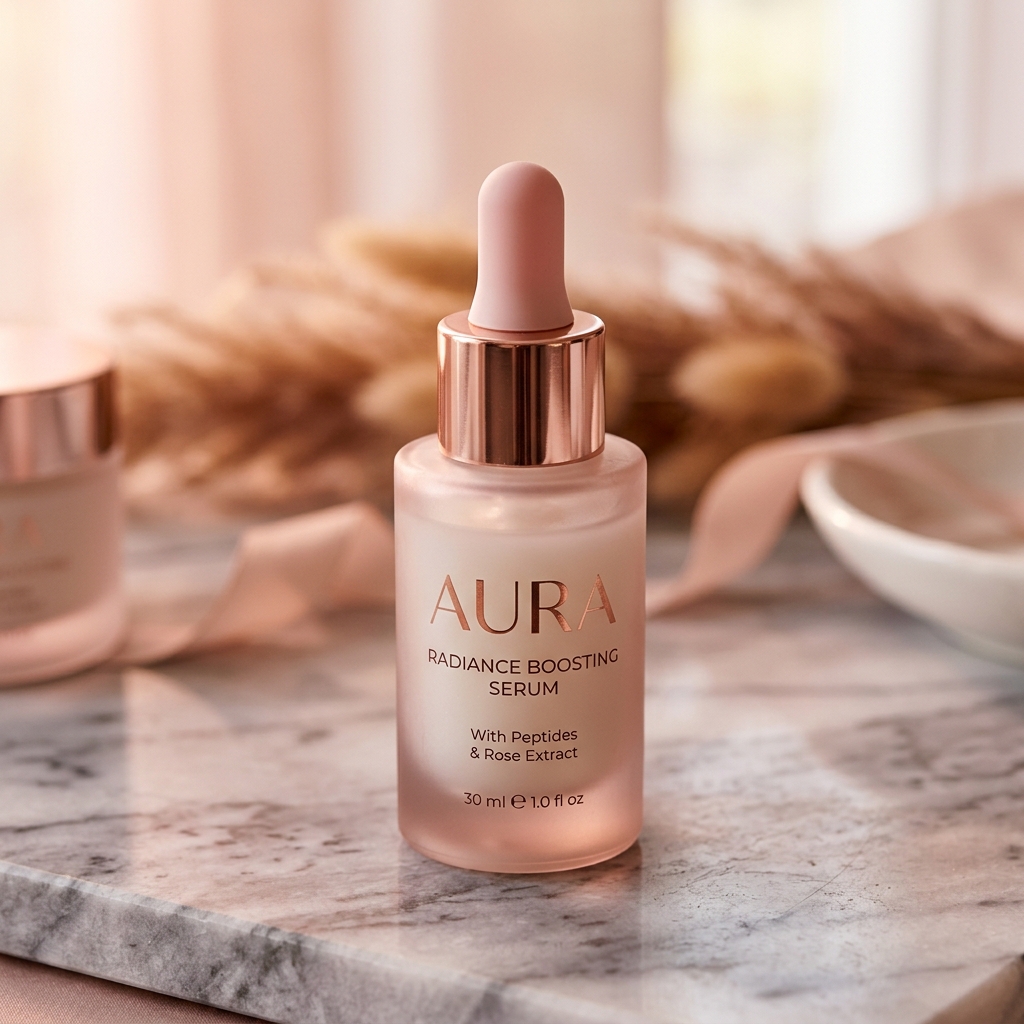 AURA
RADIANCE BOOSTING
SERUM
With Peptides
& Rose Extract
30 ml ℮ 1.0 fl oz